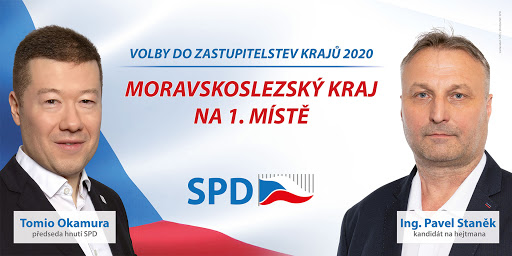 VOLBY DO ZASTUPITELSTEV KRAJŮ 2020
MORAVSKOSLEZSKÝ KRAJ
NA 1. MÍSTĚ
SPD
Tomio Okamura
předseda hnutí SPD
Ing. Pavel Staněk
kandidát na hejtmana